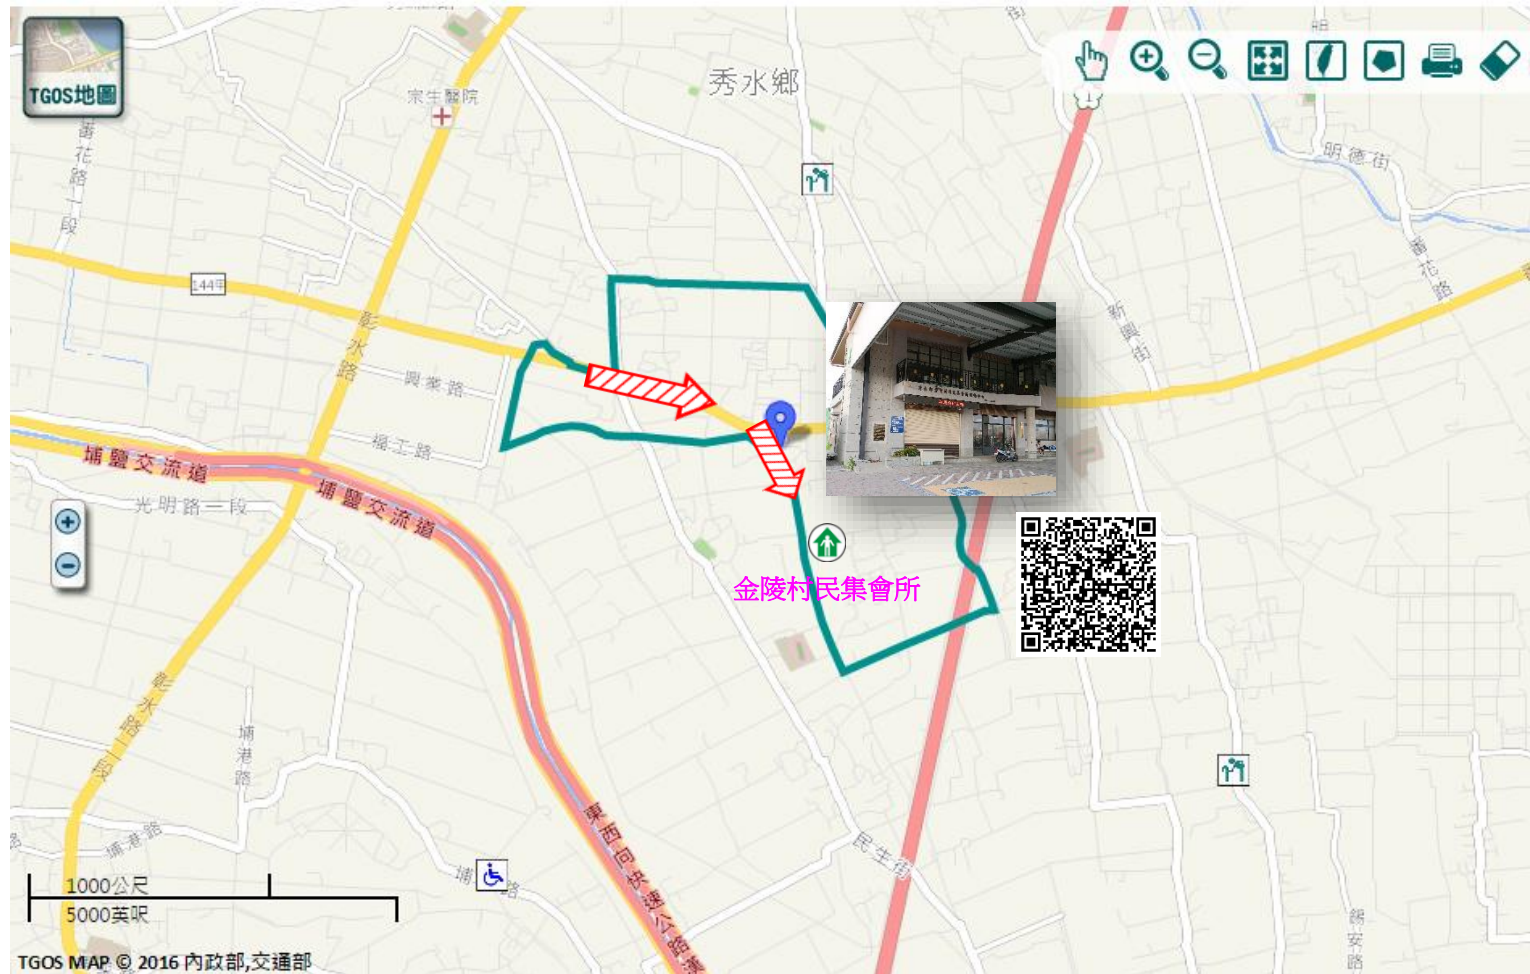 TGOS地圖
秀水鄉
宗生醫院
1
明德街
番花路一段
番花路
144甲
彰水路
新興街
興業路
福工路
埔鹽交流道
埔鹽交流道
光明路一段
金陵村民集會所
彰水路二段
埔港路
埔港路
東西向快速公路漢
民生街
1000公尺
5000英呎
TGOS MAP © 2016 內政部,交通部